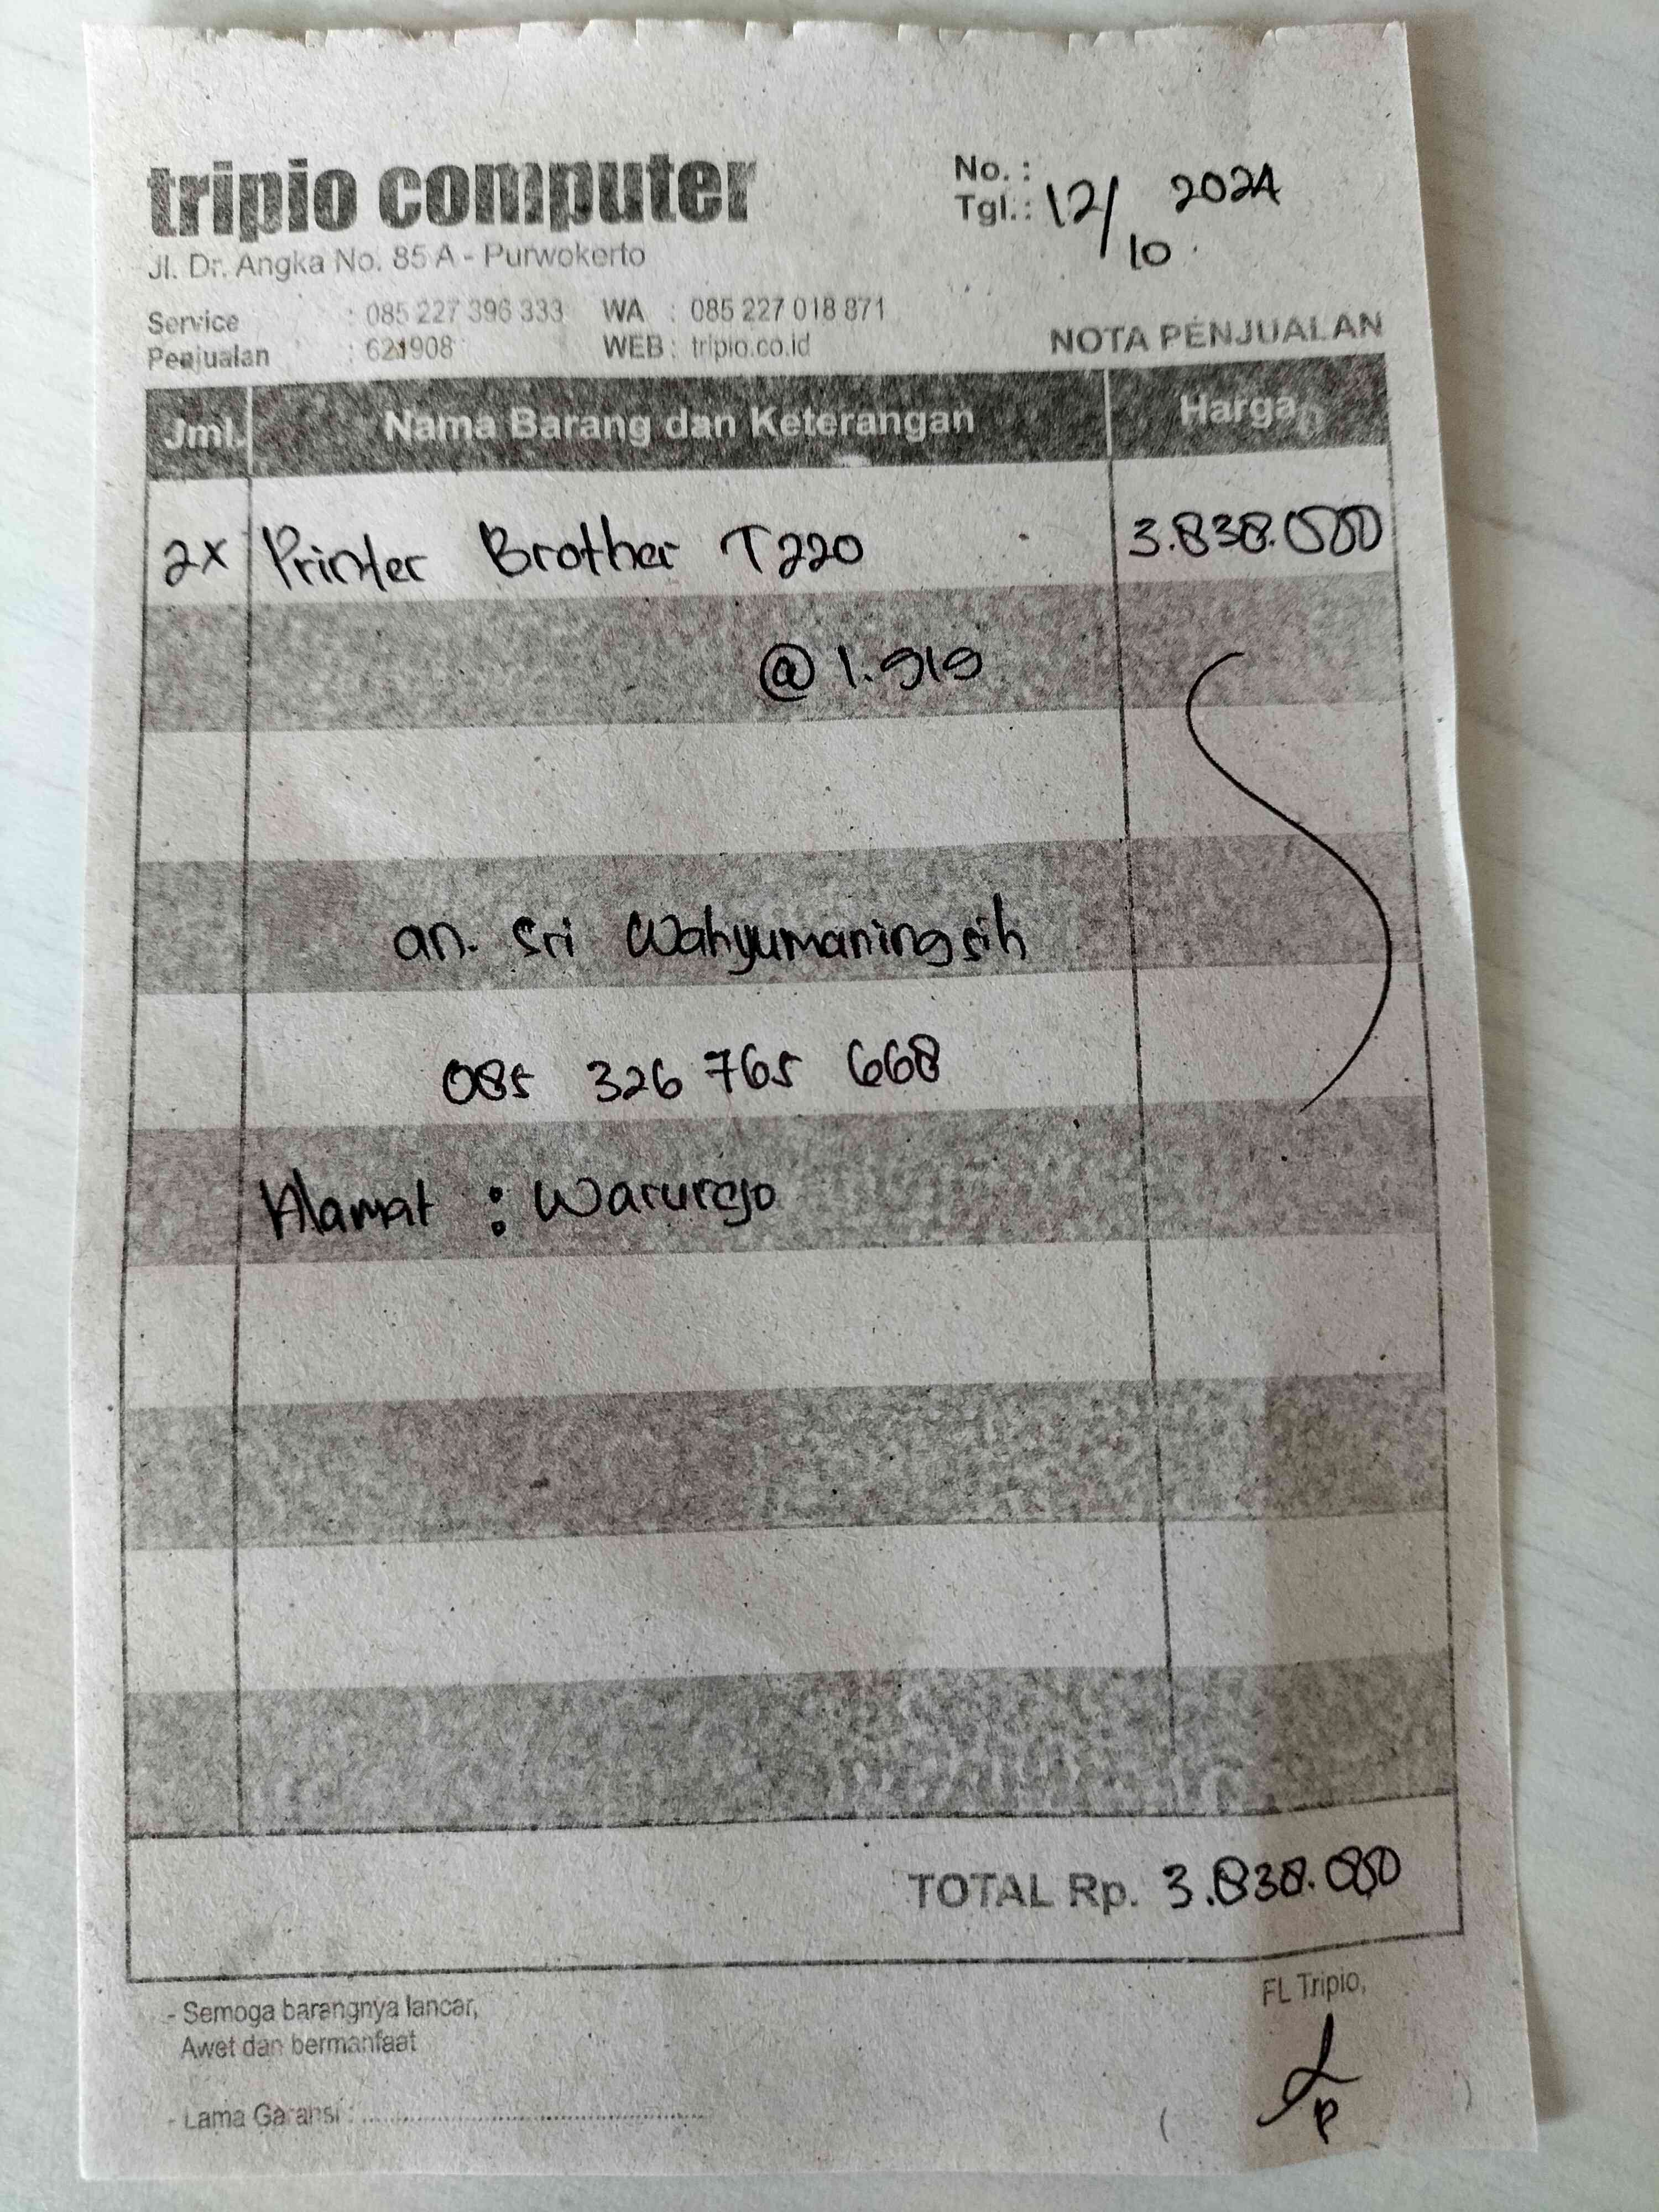 tripio computer
Jl. Dr. Angka No. 85 A - Purwokerto
No. :
Tgl.: 12/10 2024
Service : 085 227 396 333 WA : 085 227 018 871
Penjualan : 621908 WEB : tripio.co.id
NOTA PENJUALAN
Jml. Nama Barang dan Keterangan Harga
2x Printer Brother T220 3.838.000
@ 1.919
an. Sri Wahyumaningsih
085 326 765 668
Alamat : Warurejo
TOTAL Rp. 3.838.000
- Semoga barangnya lancar,
Awet dan bermanfaat
FL Tripio,
- Lama Garansi : ..........................................
( )